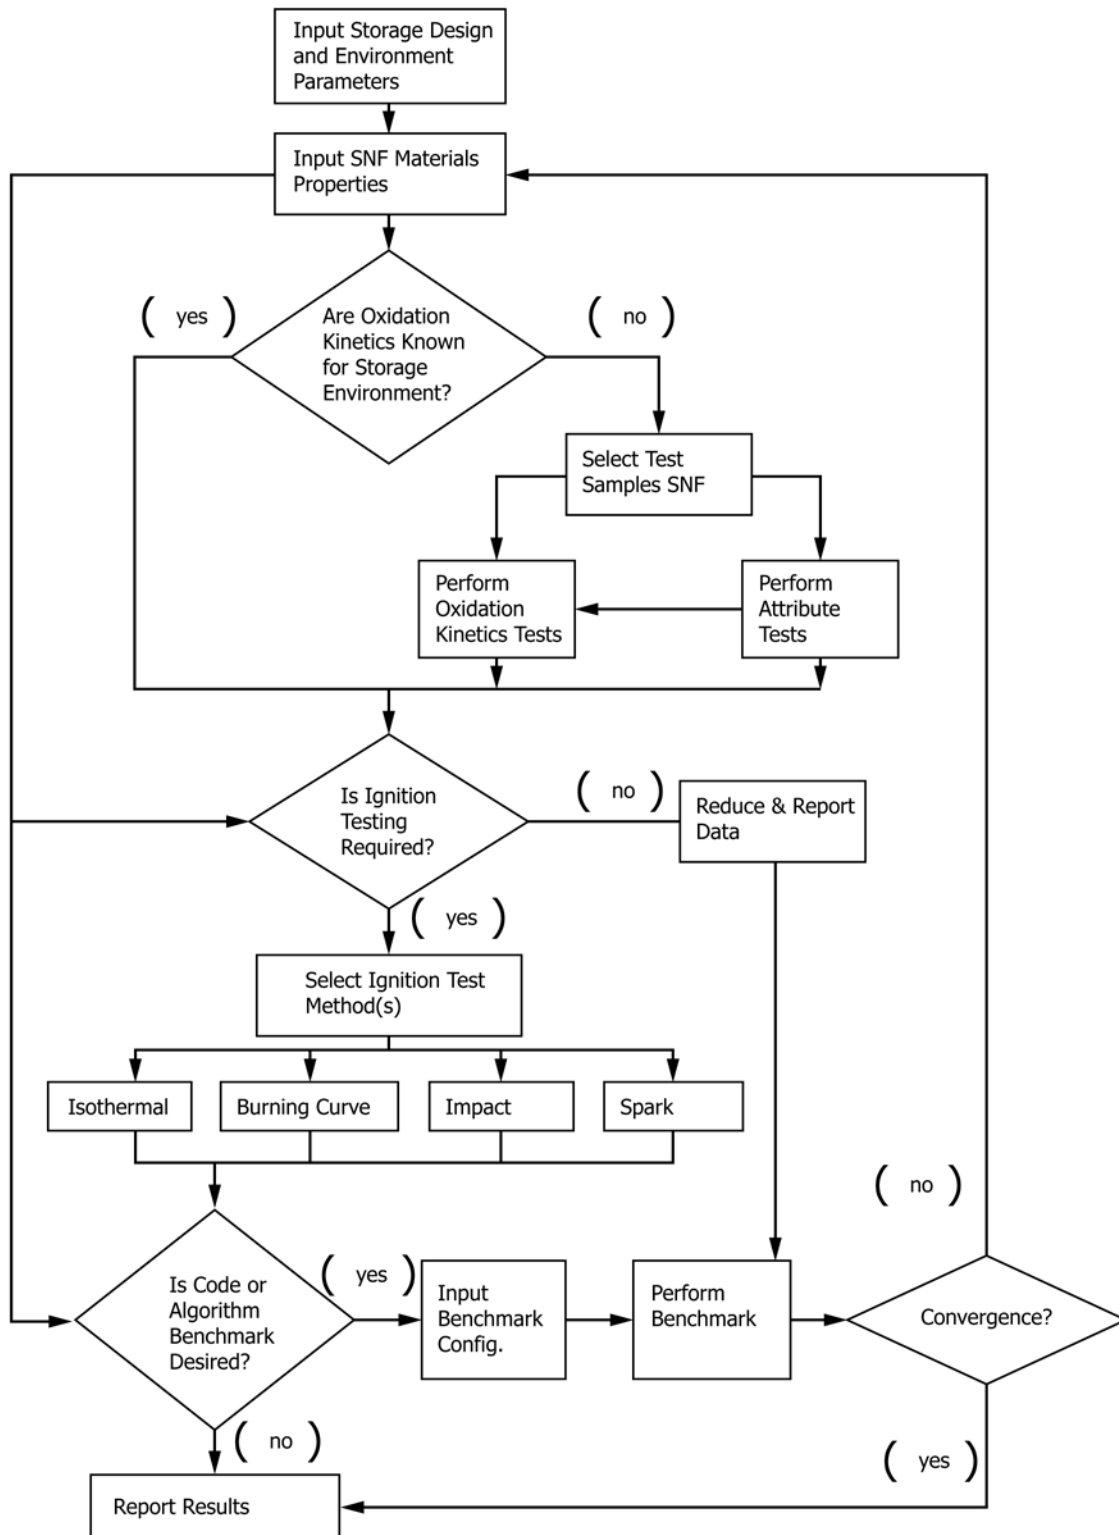 Input Storage Design
and Environment
Parameters
Input SNF Materials
Properties
( yes )
Are Oxidation
Kinetics Known
for Storage
Environment?
( no )
Select Test
Samples SNF
Perform
Oxidation
Kinetics Tests
Perform
Attribute
Tests
Is Ignition
Testing
Required?
( no )
Reduce & Report
Data
( yes )
Select Ignition Test
Method(s)
Isothermal
Burning Curve
Impact
Spark
( no )
Is Code or
Algorithm
Benchmark
Desired?
( yes )
Input
Benchmark
Config.
Perform
Benchmark
Convergence?
( no )
( yes )
Report Results